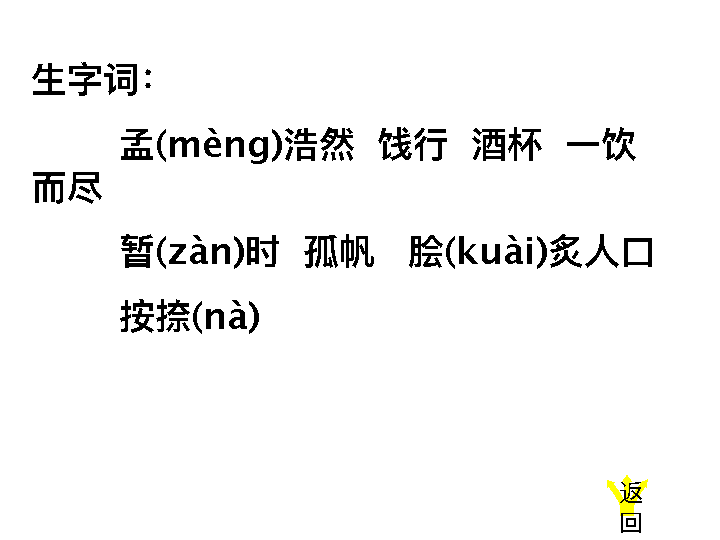 生字词：
孟(mèng)浩然 饯行 酒杯 一饮
而尽
暂(zàn)时 孤帆 脍(kuài)炙人口
按捺(nà)
返
回